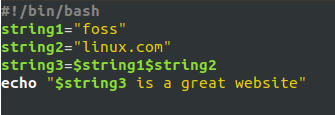 #!/bin/bash
string1="foss"
string2="linux.com"
string3=$string1$string2
echo "$string3 is a great website"